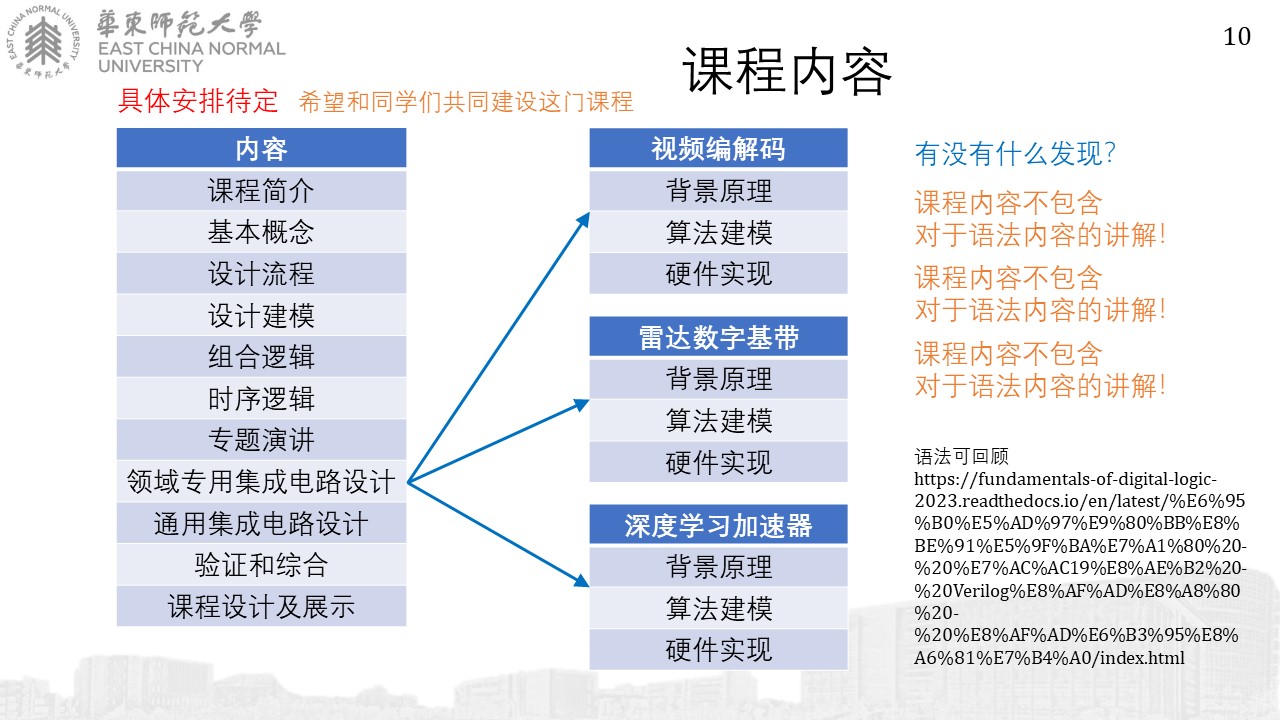 EAST CHINA NORMAL UNIVERSITY
華東師範大學
華東師範大學
EAST CHINA NORMAL
UNIVERSITY
10
课程内容
具体安排待定
希望和同学们共同建设这门课程
内容
课程简介
基本概念
设计流程
设计建模
组合逻辑
时序逻辑
专题演讲
领域专用集成电路设计
通用集成电路设计
验证和综合
课程设计及展示
视频编解码
背景原理
算法建模
硬件实现
雷达数字基带
背景原理
算法建模
硬件实现
深度学习加速器
背景原理
算法建模
硬件实现
有没有什么发现？
课程内容不包含
对于语法内容的讲解！
课程内容不包含
对于语法内容的讲解！
课程内容不包含
对于语法内容的讲解！
语法可回顾
https://fundamentals-of-digital-logic-
2023.readthedocs.io/en/latest/%E6%95
%B0%E5%AD%97%E9%80%BB%E8%
BE%91%E5%9F%BA%E7%A1%80%20-
%20%E7%AC%AC19%E8%AE%B2%20-
%20Verilog%E8%AF%AD%E8%A8%80
%20-
%20%E8%AF%AD%E6%B3%95%E8%
A6%81%E7%B4%A0/index.html